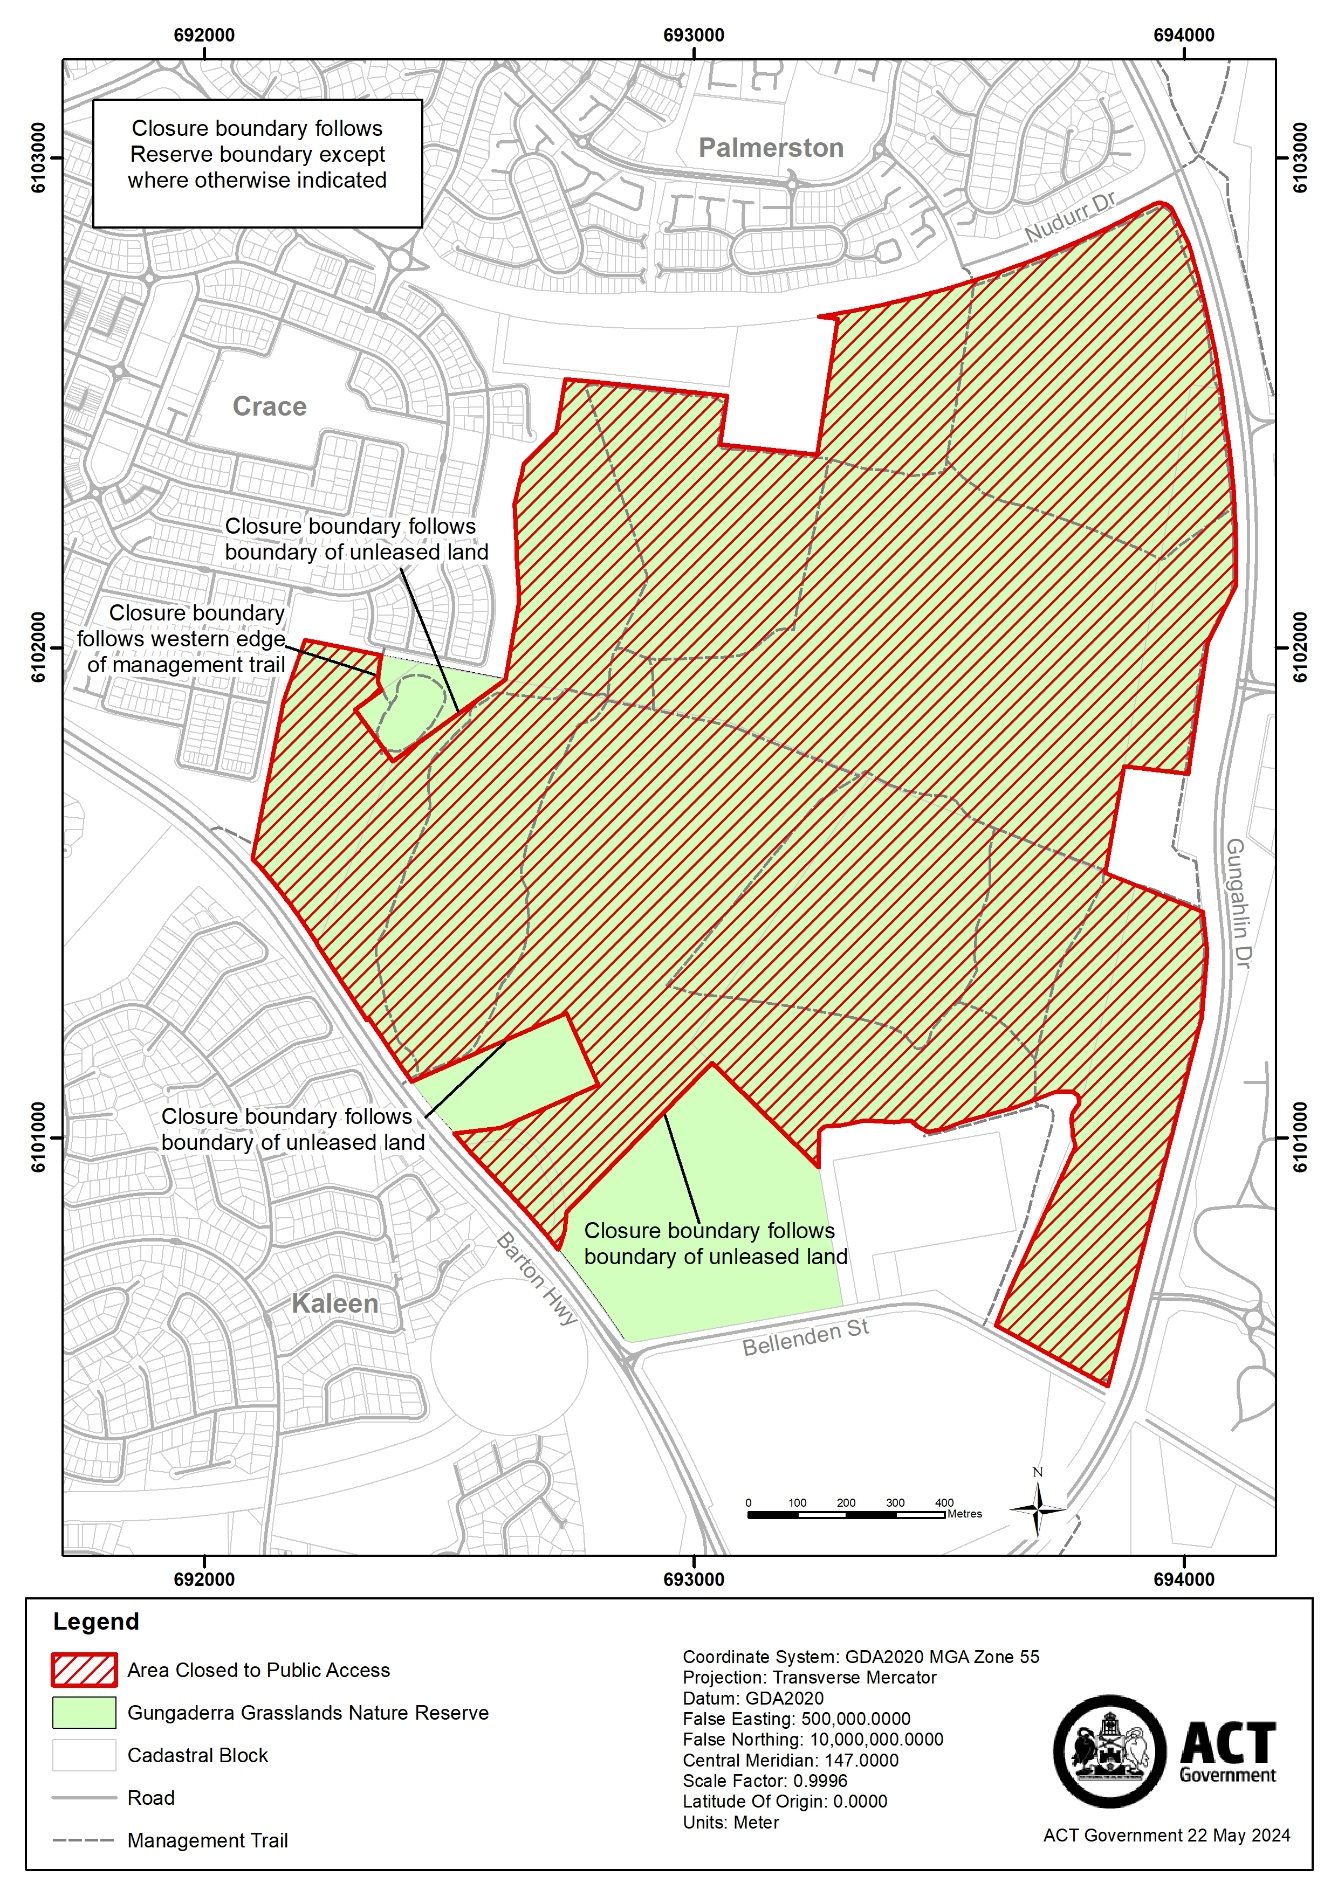 692000
693000
694000
6103000
6103000
Closure boundary follows
Reserve boundary except
where otherwise indicated
Palmerston
Nudurr Dr
Crace
Closure boundary follows
boundary of unleased land
Closure boundary
follows western edge
of management trail
6102000
6102000
Gungahlin Dr
Closure boundary follows
boundary of unleased land
6101000
6101000
Closure boundary follows
boundary of unleased land
Barton Hwy
Kaleen
Bellenden St
N
0 100 200 300 400
Metres
692000
693000
694000
Legend
Area Closed to Public Access
Gungaderra Grasslands Nature Reserve
Cadastral Block
Road
Management Trail
Coordinate System: GDA2020 MGA Zone 55
Projection: Transverse Mercator
Datum: GDA2020
False Easting: 500,000.0000
False Northing: 10,000,000.0000
Central Meridian: 147.0000
Scale Factor: 0.9996
Latitude Of Origin: 0.0000
Units: Meter
ACT
Government
ACT Government 22 May 2024